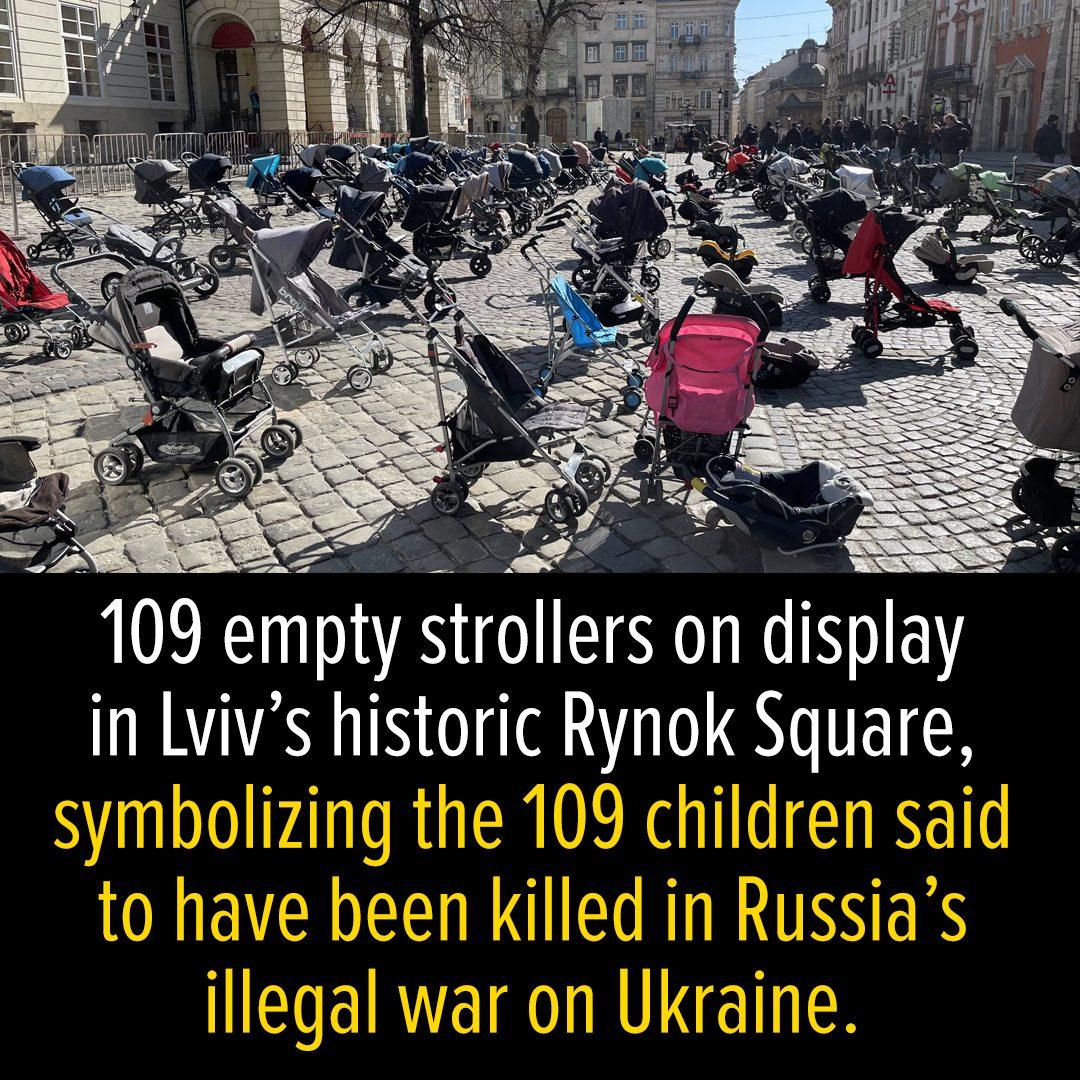 109 empty strollers on display
in Lviv’s historic Rynok Square,
symbolizing the 109 children said
to have been killed in Russia’s
illegal war on Ukraine.